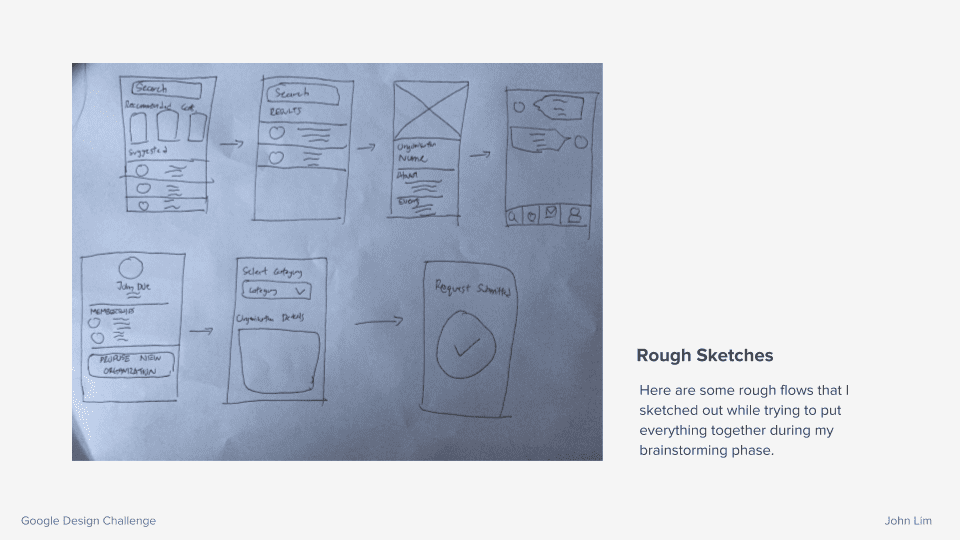 Search
Recommended Cat.
Suggested
Search
RESULTS
Organization
Name
About
Events
John Doe
MEMBERSHIPS
PROPOSE NEW
ORGANIZATION
Select Category
Category
Organization Details
Request Submitted
Rough Sketches
Here are some rough flows that I
sketched out while trying to put
everything together during my
brainstorming phase.
Google Design Challenge
John Lim